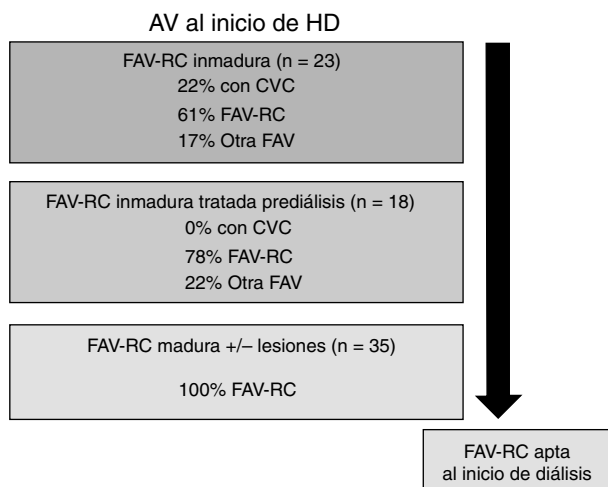 AV al inicio de HD
FAV-RC inmadura (n = 23)
22% con CVC
61% FAV-RC
17% Otra FAV
FAV-RC inmadura tratada prediálisis (n = 18)
0% con CVC
78% FAV-RC
22% Otra FAV
FAV-RC madura +/– lesiones (n = 35)
100% FAV-RC
FAV-RC apta
al inicio de diálisis